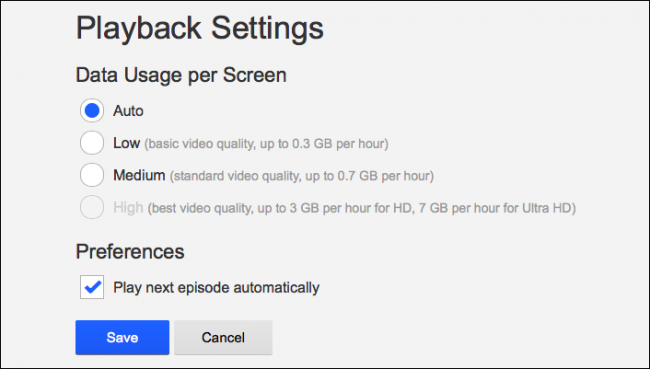 Playback Settings
Data Usage per Screen
Auto
Low (basic video quality, up to 0.3 GB per hour)
Medium (standard video quality, up to 0.7 GB per hour)
High (best video quality, up to 3 GB per hour for HD, 7 GB per hour for Ultra HD)
Preferences
Play next episode automatically
Save Cancel